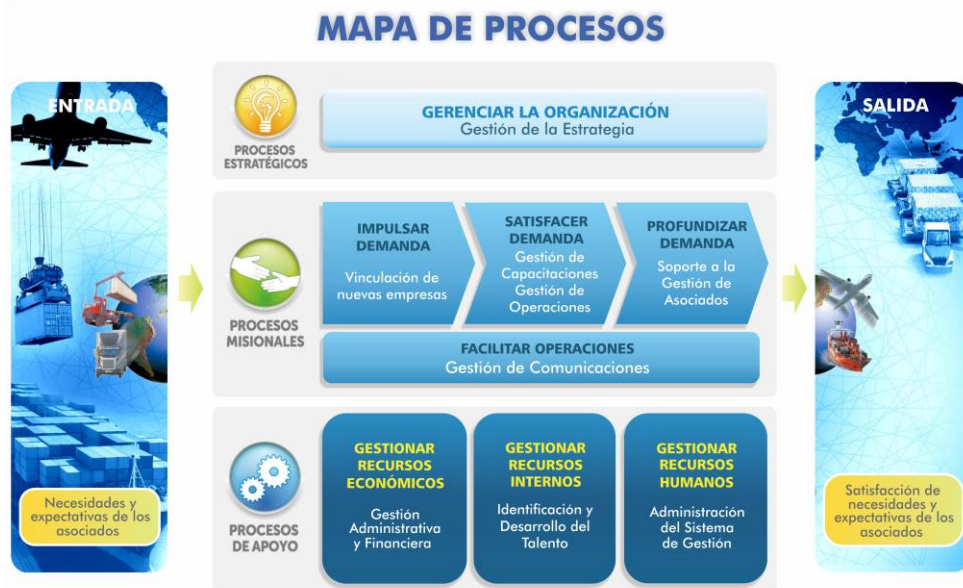 MAPA DE PROCESOS
ENTRADA
Necesidades y
expectativas de los
asociados
PROCESOS
ESTRATÉGICOS
GERENCIAR LA ORGANIZACIÓN
Gestión de la Estrategia
PROCESOS
MISIONALES
IMPULSAR
DEMANDA
Vinculación de
nuevas empresas
SATISFACER
DEMANDA
Gestión de
Capacitaciones
Gestión de
Operaciones
PROFUNDIZAR
DEMANDA
Soporte a la
Gestión de
Asociados
FACILITAR OPERACIONES
Gestión de Comunicaciones
PROCESOS
DE APOYO
GESTIONAR
RECURSOS
ECONÓMICOS
Gestión
Administrativa
y Financiera
GESTIONAR
RECURSOS
INTERNOS
Identificación y
Desarrollo del
Talento
GESTIONAR
RECURSOS
HUMANOS
Administración
del Sistema
de Gestión
SALIDA
Satisfacción de
necesidades y
expectativas de los
asociados